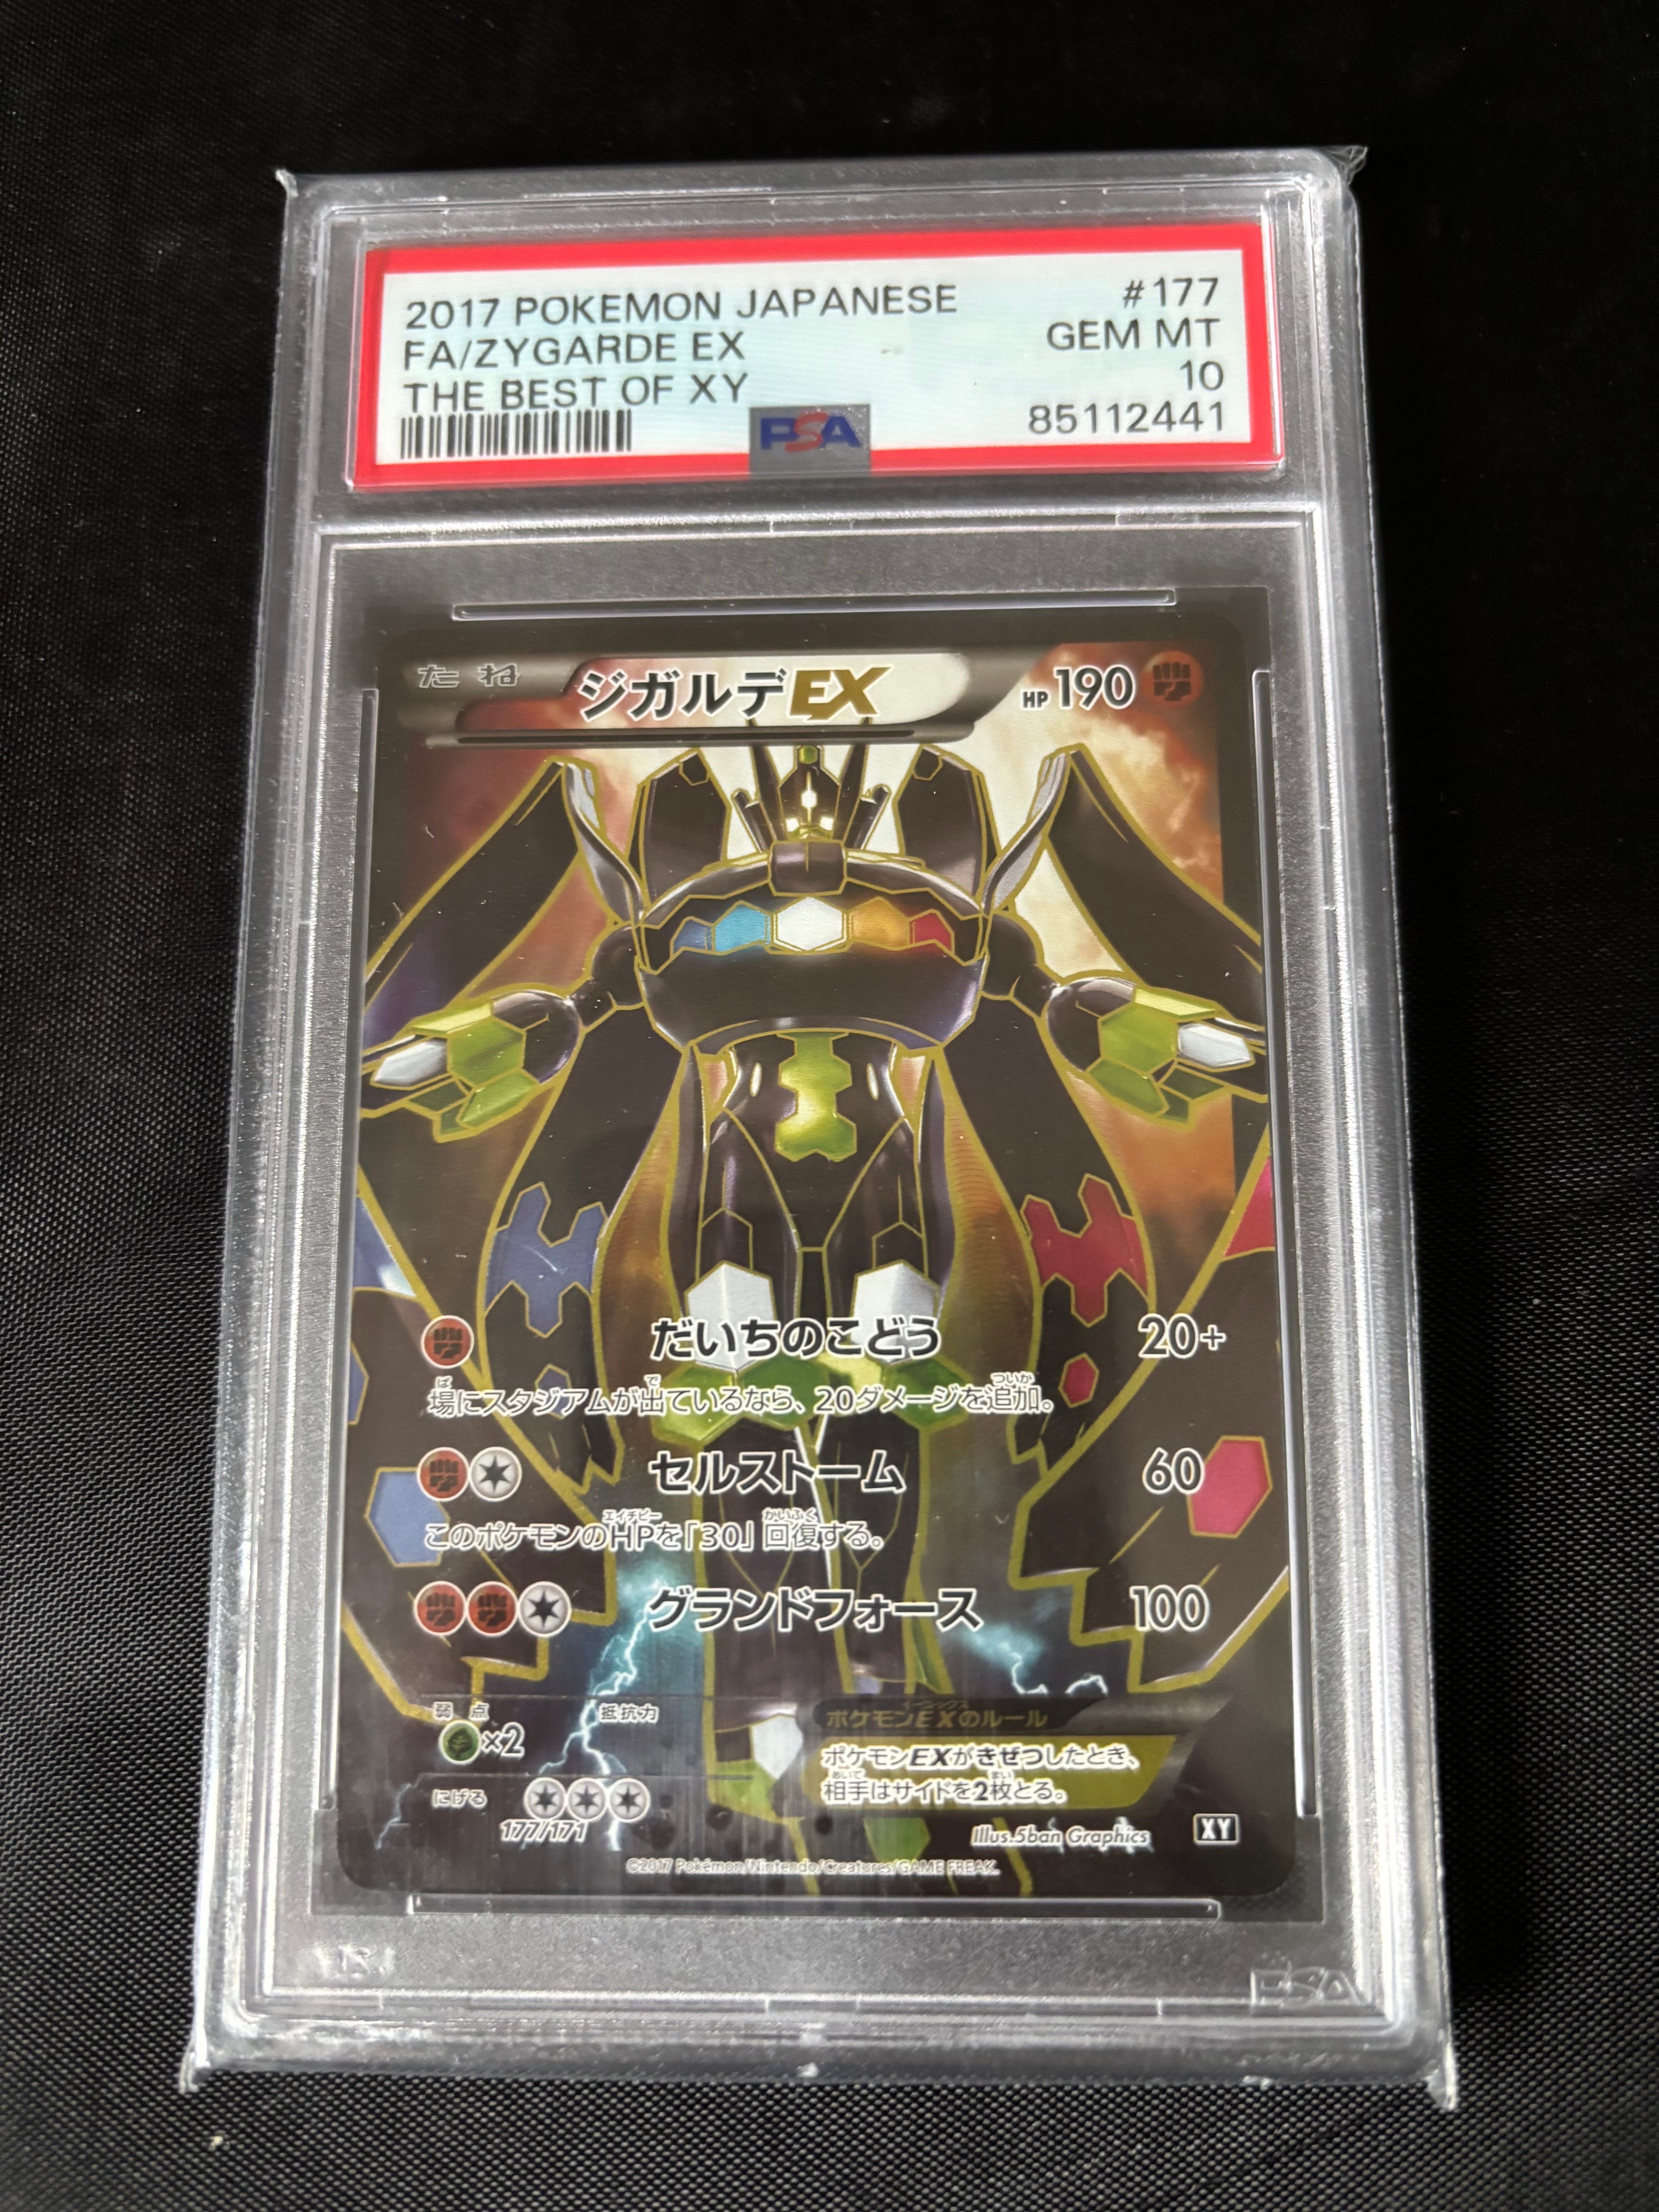 2017 POKEMON JAPANESE #177
FA/ZYGARDE EX GEM MT
THE BEST OF XY 10
PSA 85112441
たね ジガルデEX HP190
だいちのこどう 20+
場にスタジアムが出ているなら、20ダメージを追加。
セルストーム 60
このポケモンのHPを「30」回復する。
グランドフォース 100
弱点 抵抗力
×2
ポケモンEXのルール
ポケモンEXがきぜつしたとき、
相手はサイドを2枚とる。
にげる
177/171
Illus.5ban Graphics XY
©2017 Pokémon/Nintendo/Creatures/GAME FREAK.
PSA